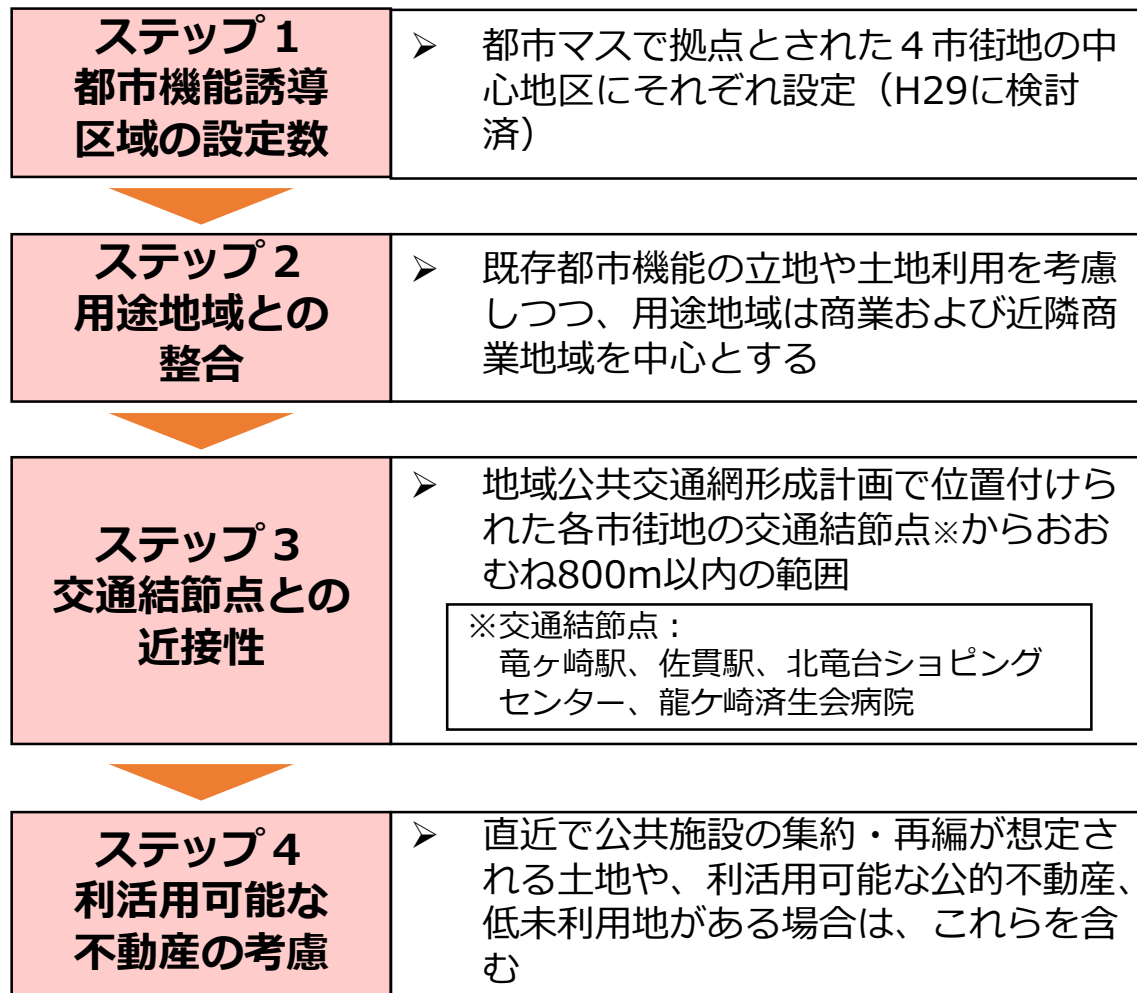 ステップ１
都市機能誘導
区域の設定数
➢ 都市マスで拠点とされた４市街地の中
心地区にそれぞれ設定（H29に検討
済）
ステップ２
用途地域との
整合
➢ 既存都市機能の立地や土地利用を考慮
しつつ、用途地域は商業および近隣商
業地域を中心とする
ステップ３
交通結節点との
近接性
➢ 地域公共交通網形成計画で位置付けら
れた各市街地の交通結節点※からおお
むね800m以内の範囲
※交通結節点：
竜ヶ崎駅、佐貫駅、北竜台ショピング
センター、龍ケ崎済生会病院
ステップ４
利活用可能な
不動産の考慮
➢ 直近で公共施設の集約・再編が想定さ
れる土地や、利活用可能な公的不動産、
低未利用地がある場合は、これらを含
む